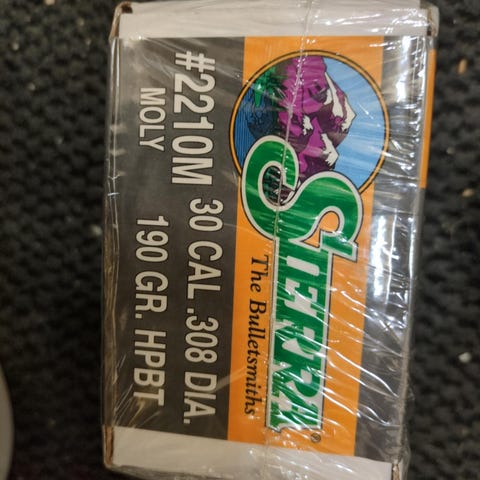 SIERRA®
The Bulletsmiths
#2210M 30 CAL .308 DIA.
MOLY 190 GR. HPBT